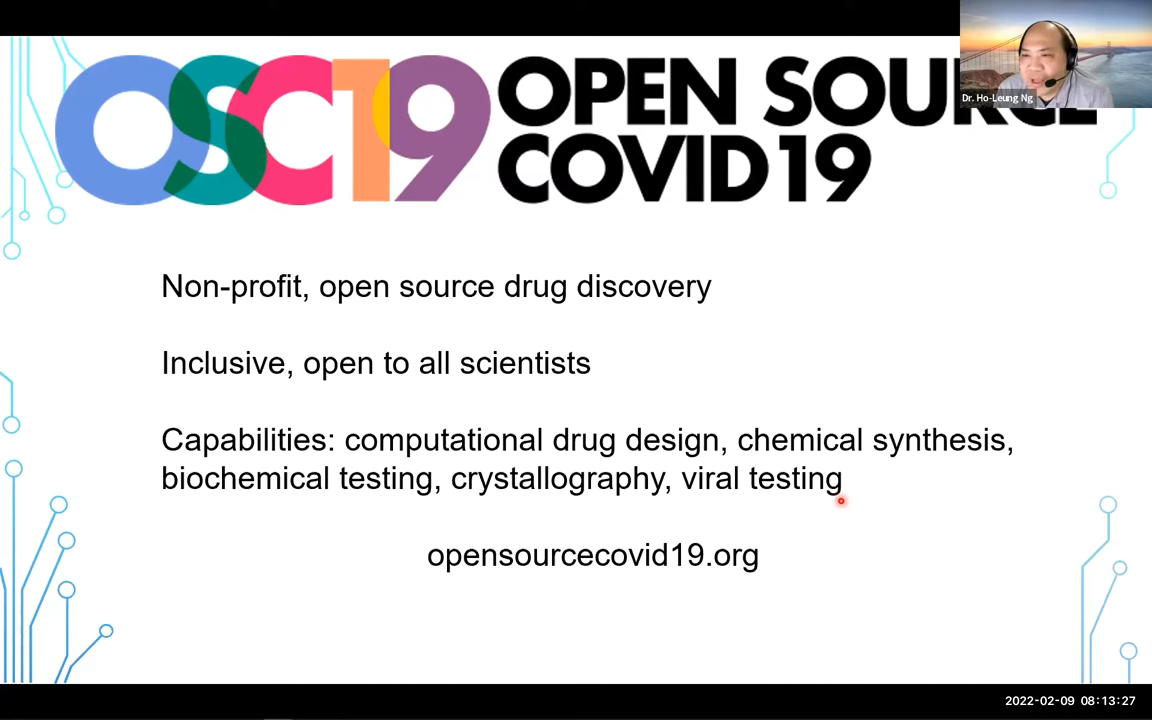 OSC19 OPEN SOURCE
COVID19
Dr. Ho-Leung Ng
Non-profit, open source drug discovery
Inclusive, open to all scientists
Capabilities: computational drug design, chemical synthesis,
biochemical testing, crystallography, viral testing
opensourcecovid19.org
2022-02-09 08:13:27